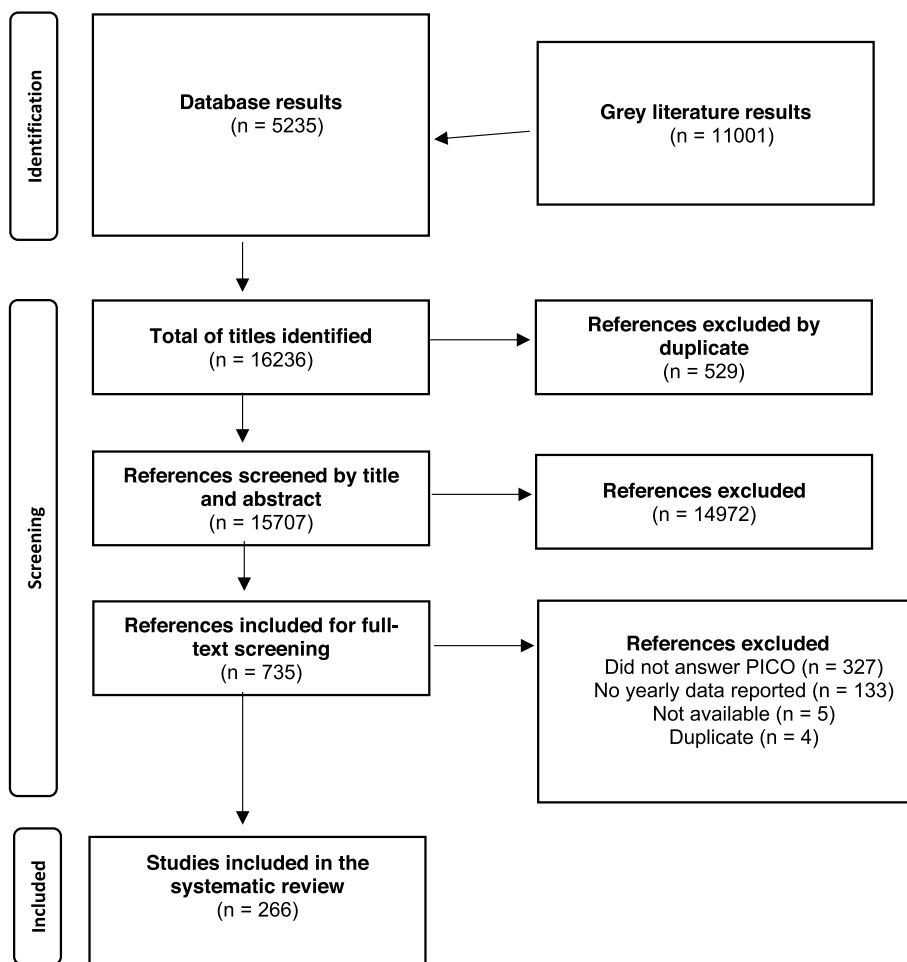 Identification
Database results
(n = 5235)
Grey literature results
(n = 11001)
Screening
Total of titles identified
(n = 16236)
References excluded by
duplicate
(n = 529)
References screened by title
and abstract
(n = 15707)
References excluded
(n = 14972)
References included for full-
text screening
(n = 735)
References excluded
Did not answer PICO (n = 327)
No yearly data reported (n = 133)
Not available (n = 5)
Duplicate (n = 4)
Included
Studies included in the
systematic review
(n = 266)